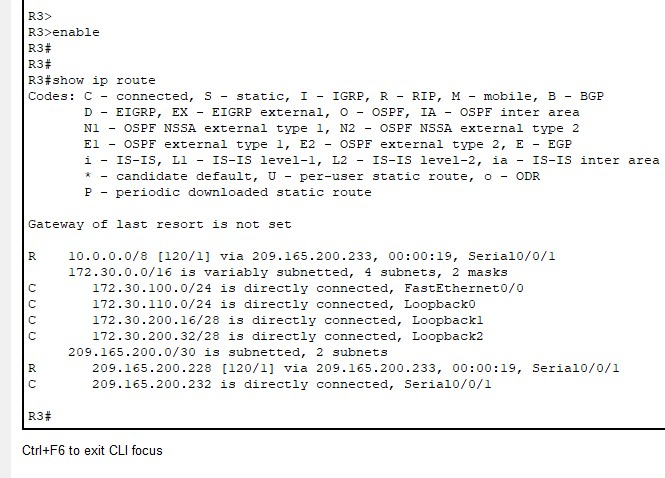 R3>
R3>enable
R3#
R3#
R3#show ip route
Codes: C - connected, S - static, I - IGRP, R - RIP, M - mobile, B - BGP
D - EIGRP, EX - EIGRP external, O - OSPF, IA - OSPF inter area
N1 - OSPF NSSA external type 1, N2 - OSPF NSSA external type 2
E1 - OSPF external type 1, E2 - OSPF external type 2, E - EGP
i - IS-IS, L1 - IS-IS level-1, L2 - IS-IS level-2, ia - IS-IS inter area
* - candidate default, U - per-user static route, o - ODR
P - periodic downloaded static route
Gateway of last resort is not set
R 10.0.0.0/8 [120/1] via 209.165.200.233, 00:00:19, Serial0/0/1
172.30.0.0/16 is variably subnetted, 4 subnets, 2 masks
C 172.30.100.0/24 is directly connected, FastEthernet0/0
C 172.30.110.0/24 is directly connected, Loopback0
C 172.30.200.16/28 is directly connected, Loopback1
C 172.30.200.32/28 is directly connected, Loopback2
209.165.200.0/30 is subnetted, 2 subnets
R 209.165.200.228 [120/1] via 209.165.200.233, 00:00:19, Serial0/0/1
C 209.165.200.232 is directly connected, Serial0/0/1
R3#
Ctrl+F6 to exit CLI focus